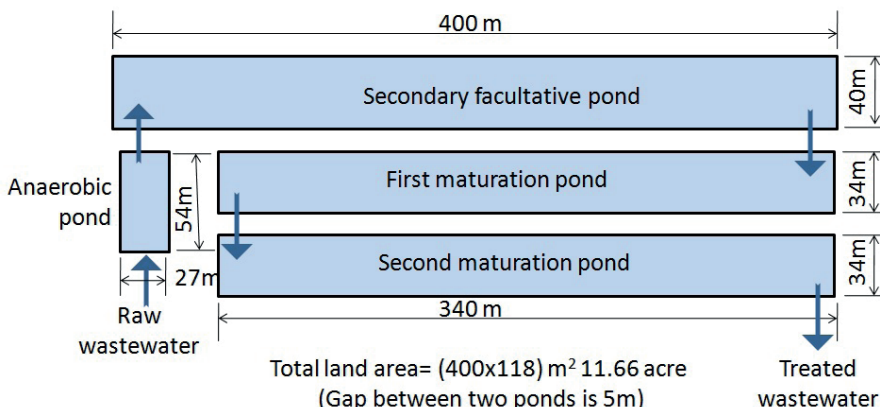 400 m
Secondary facultative pond
40m
Anaerobic
pond
54m
First maturation pond
34m
Second maturation pond
34m
27m
340 m
Raw
wastewater
Total land area= (400x118) m² 11.66 acre
(Gap between two ponds is 5m)
Treated
wastewater